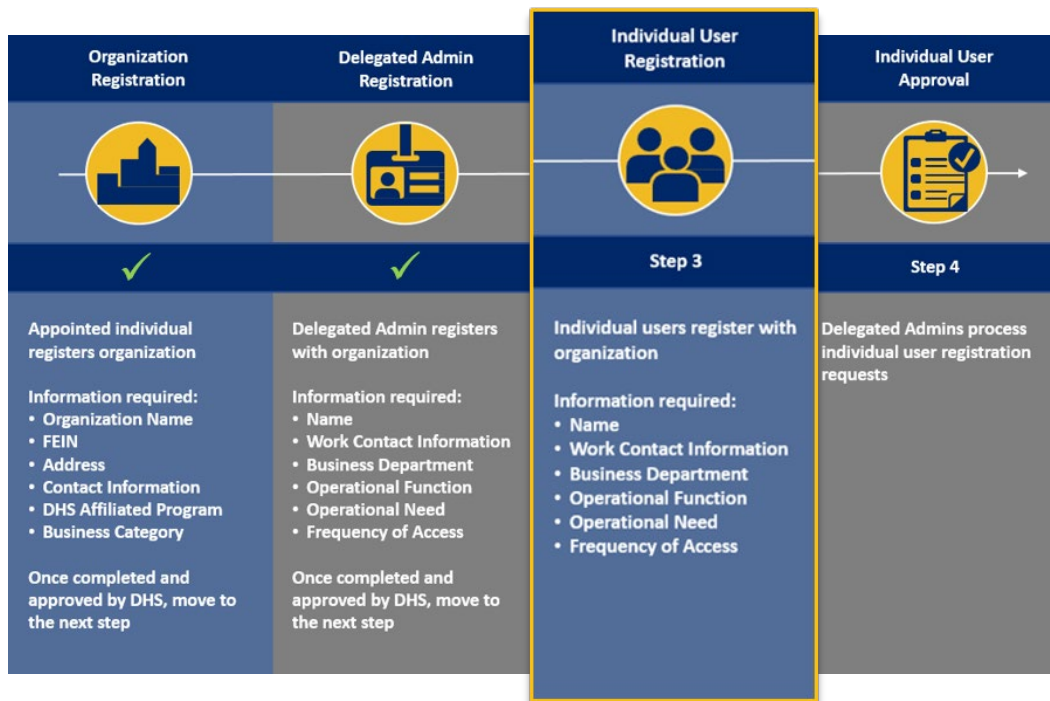 Organization
Registration
Delegated Admin
Registration
Individual User
Registration
Individual User
Approval
Step 3
Step 4
Appointed individual
registers organization
Information required:
• Organization Name
• FEIN
• Address
• Contact Information
• DHS Affiliated Program
• Business Category
Once completed and
approved by DHS, move to
the next step
Delegated Admin registers
with organization
Information required:
• Name
• Work Contact Information
• Business Department
• Operational Function
• Operational Need
• Frequency of Access
Once completed and
approved by DHS, move to
the next step
Individual users register with
organization
Information required:
• Name
• Work Contact Information
• Business Department
• Operational Function
• Operational Need
• Frequency of Access
Delegated Admins process
individual user registration
requests